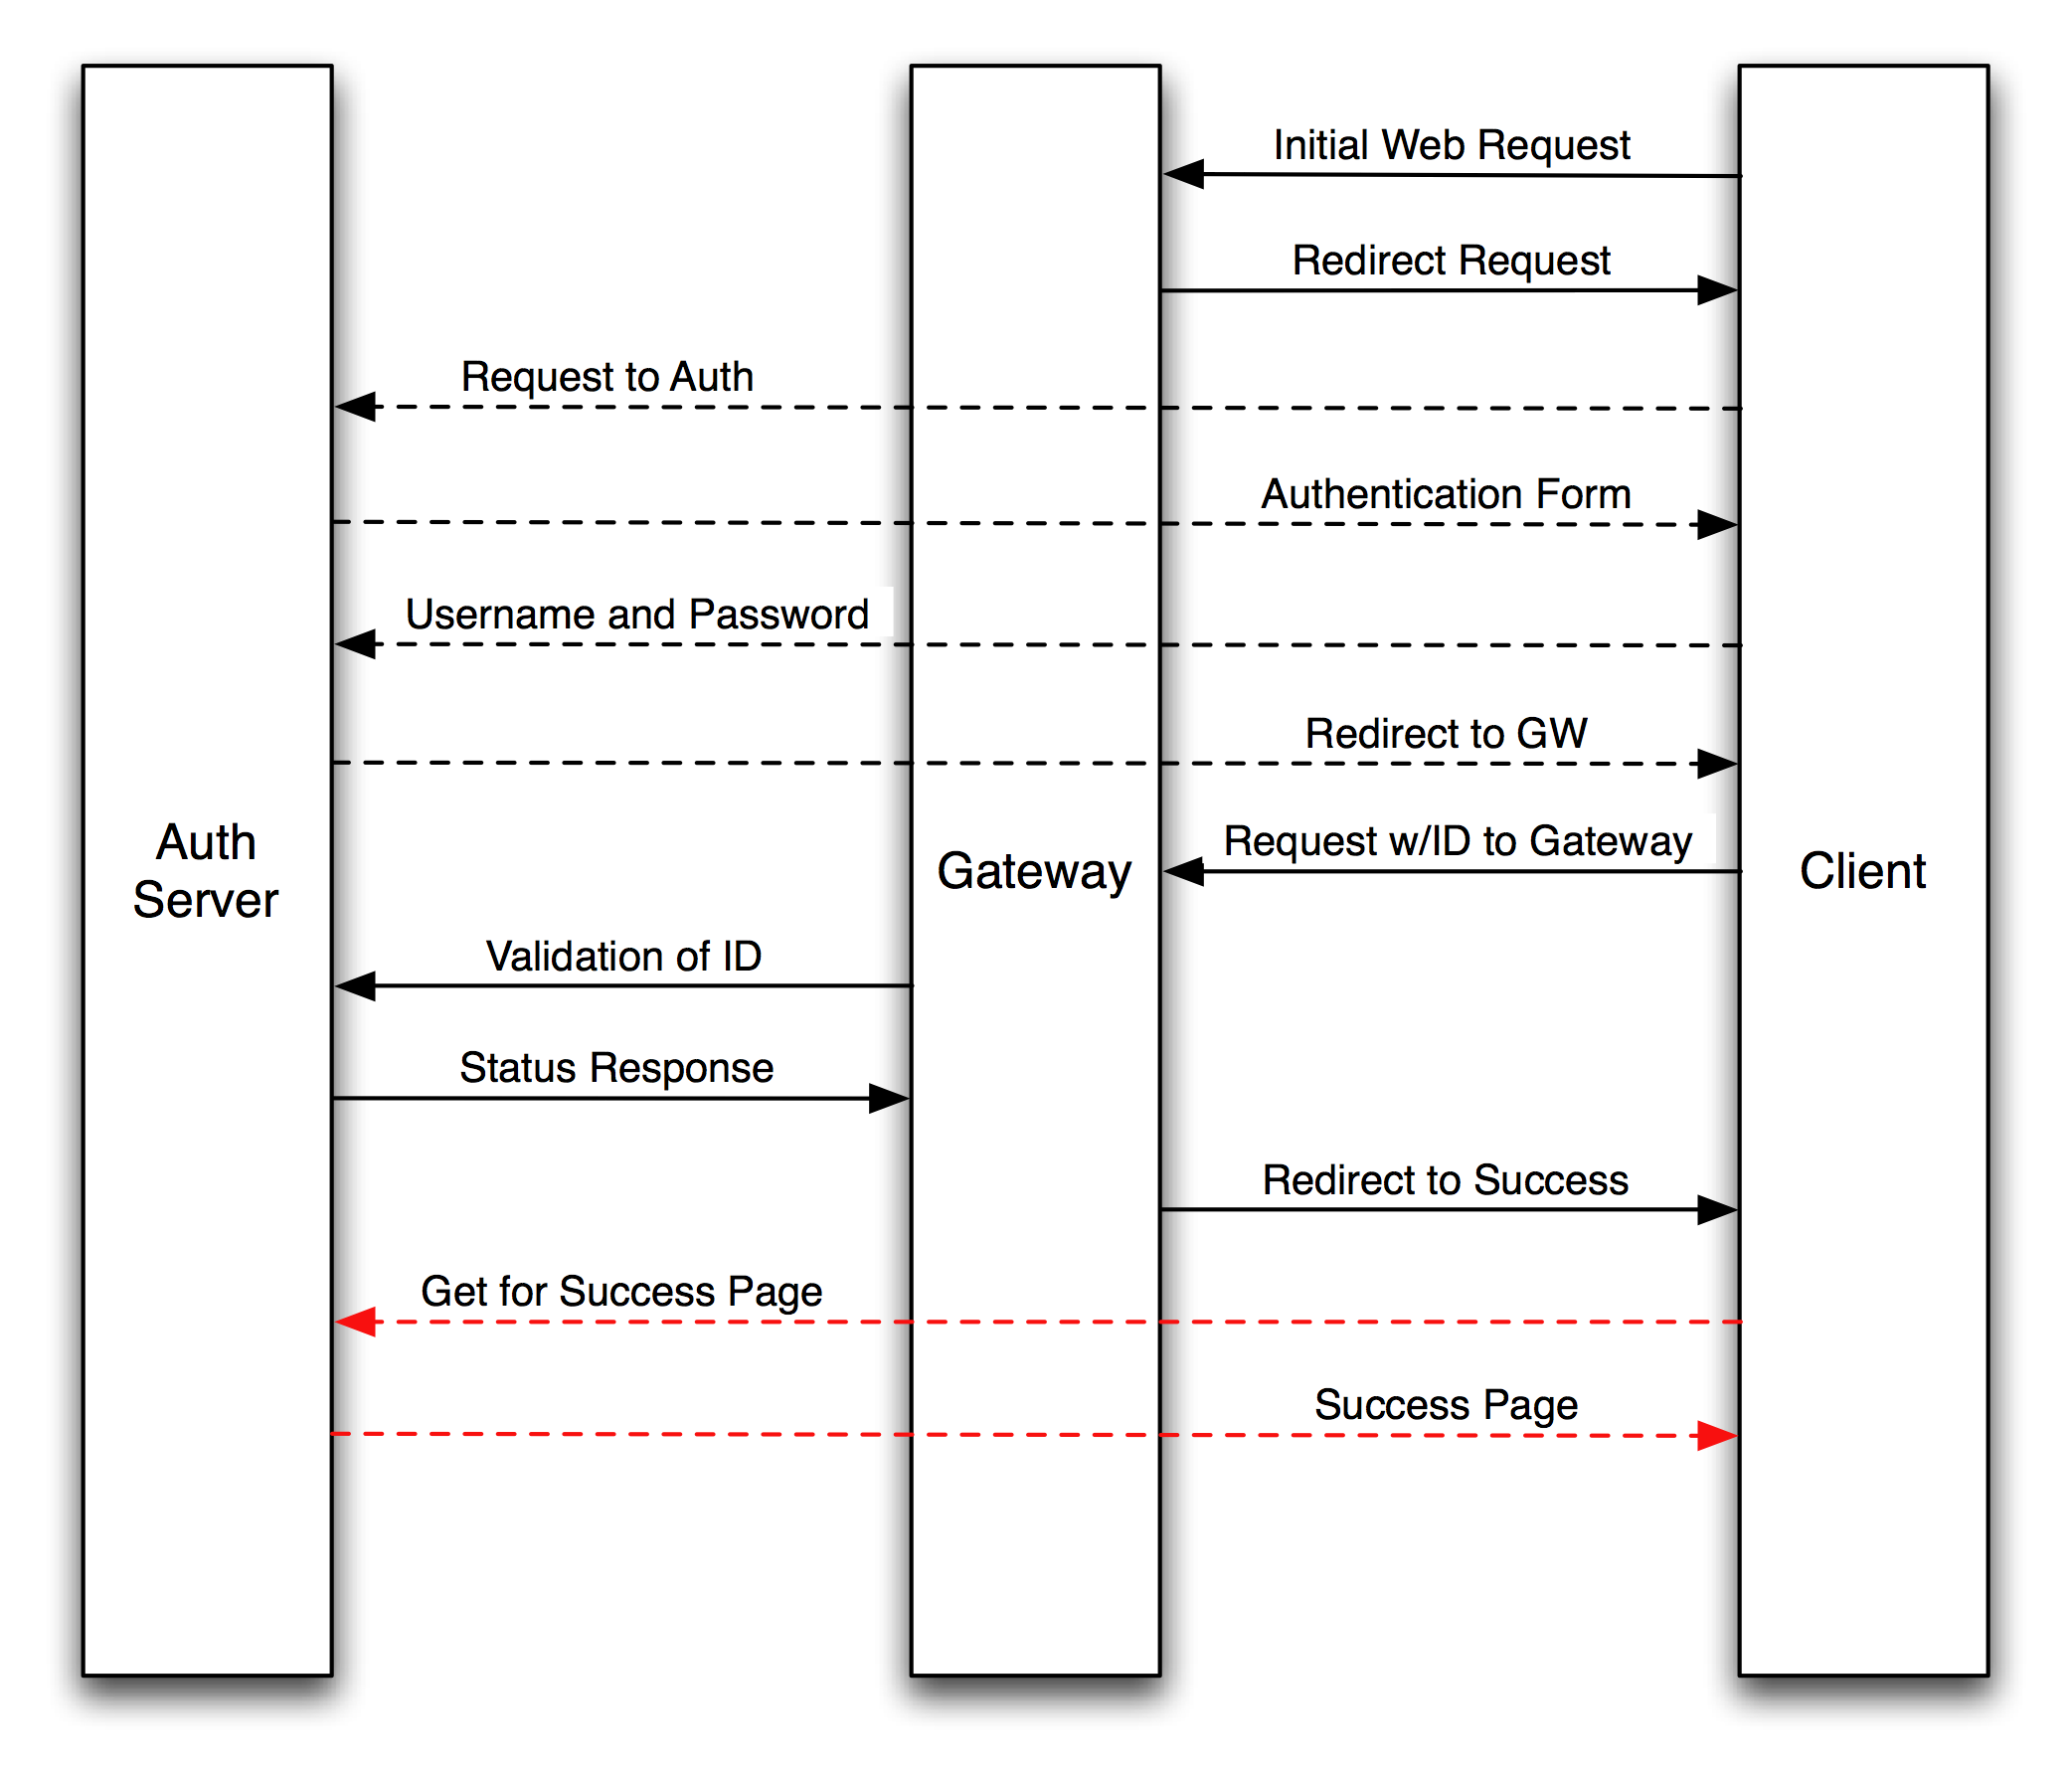 Initial Web Request
Redirect Request
Request to Auth
Authentication Form
Username and Password
Redirect to GW
Request w/ID to Gateway
Auth
Server
Gateway
Client
Validation of ID
Status Response
Redirect to Success
Get for Success Page
Success Page